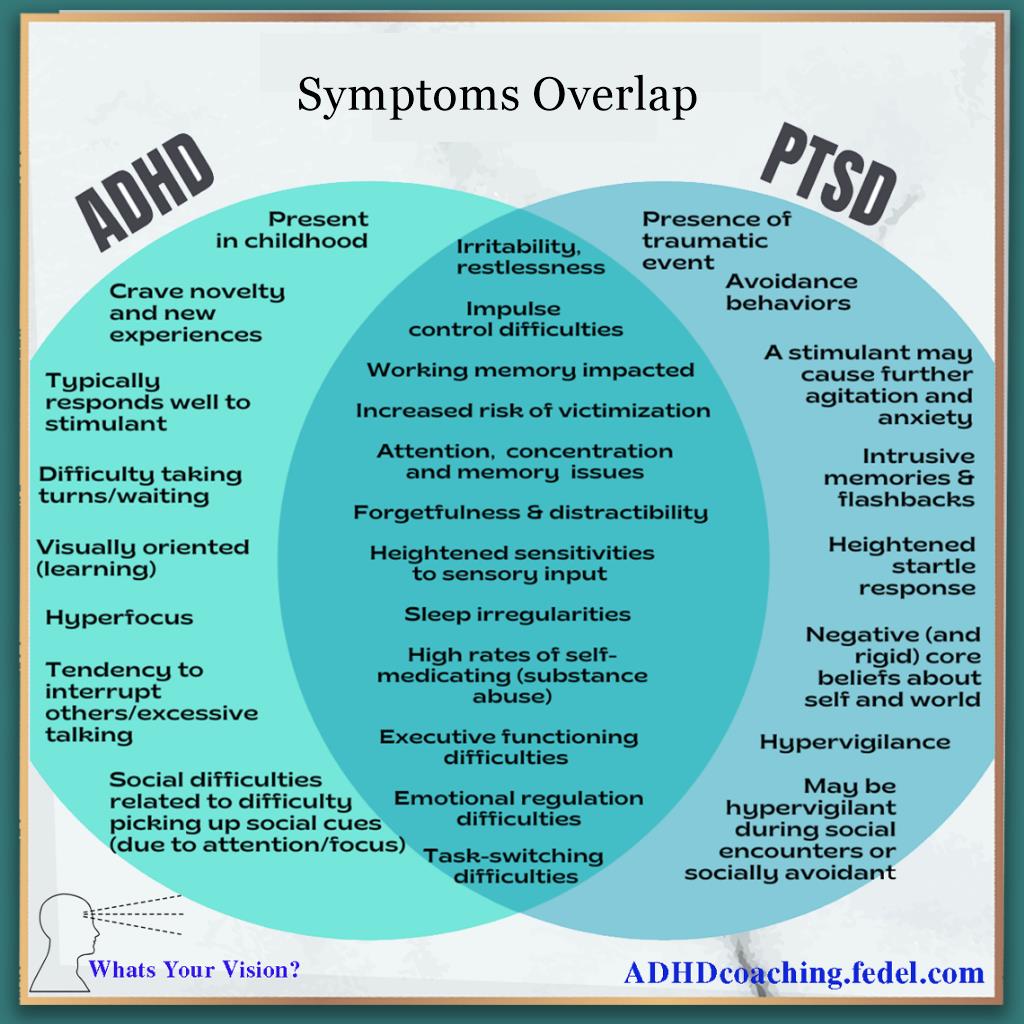 Symptoms Overlap
ADHD
PTSD
Present
in childhood
Crave novelty
and new
experiences
Typically
responds well to
stimulant
Difficulty taking
turns/waiting
Visually oriented
(learning)
Hyperfocus
Tendency to
interrupt
others/excessive
talking
Social difficulties
related to difficulty
picking up social cues
(due to attention/focus)
Irritability,
restlessness
Impulse
control difficulties
Working memory impacted
Increased risk of victimization
Attention, concentration
and memory issues
Forgetfulness & distractibility
Heightened sensitivities
to sensory input
Sleep irregularities
High rates of self-
medicating (substance
abuse)
Executive functioning
difficulties
Emotional regulation
difficulties
Task-switching
difficulties
Presence of
traumatic
event
Avoidance
behaviors
A stimulant may
cause further
agitation and
anxiety
Intrusive
memories &
flashbacks
Heightened
startle
response
Negative (and
rigid) core
beliefs about
self and world
Hypervigilance
May be
hypervigilant
during social
encounters or
socially avoidant
Whats Your Vision?
ADHDcoaching.fedel.com